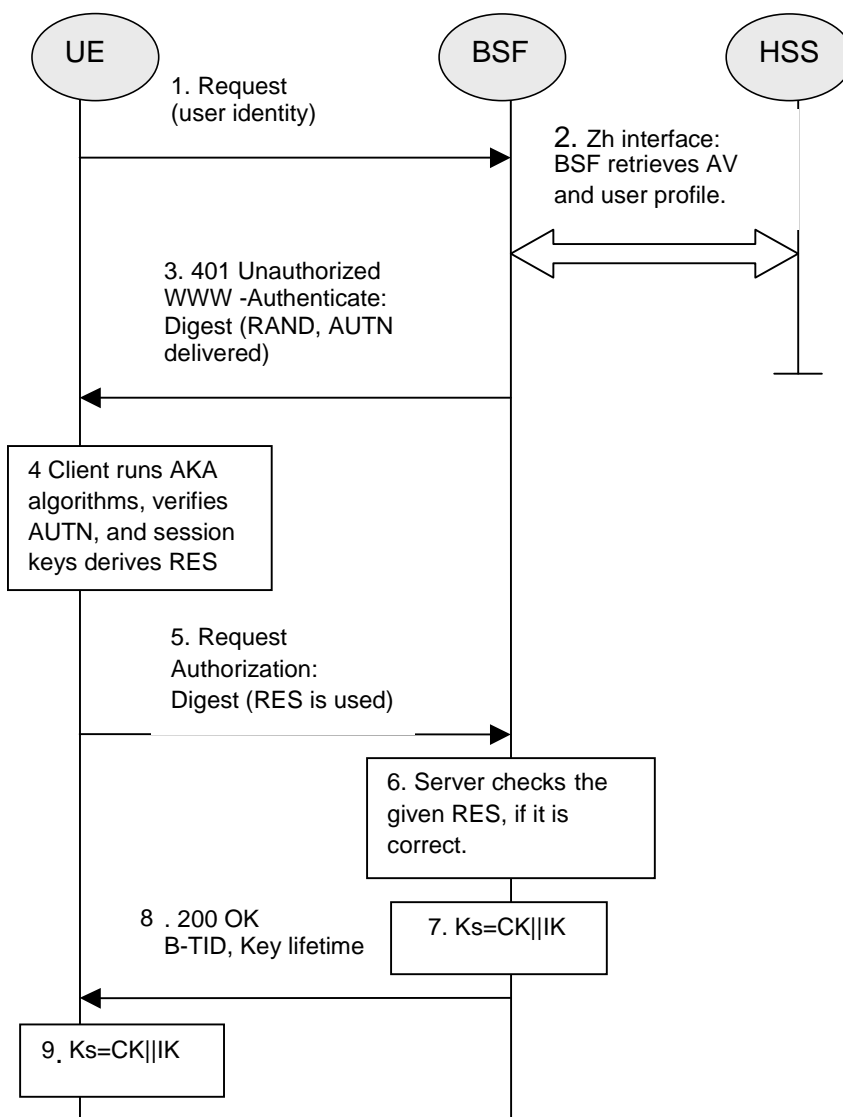 UE
BSF
HSS
1. Request
(user identity)
2. Zh interface:
BSF retrieves AV
and user profile.
3. 401 Unauthorized
WWW -Authenticate:
Digest (RAND, AUTN
delivered)
4 Client runs AKA
algorithms, verifies
AUTN, and session
keys derives RES
5. Request
Authorization:
Digest (RES is used)
6. Server checks the
given RES, if it is
correct.
7. Ks=CK||IK
8 . 200 OK
B-TID, Key lifetime
9. Ks=CK||IK